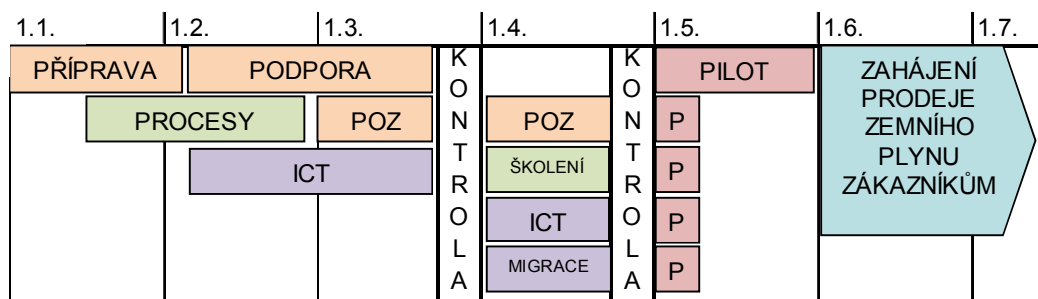 1.1. 1.2. 1.3. 1.4. 1.5. 1.6. 1.7.
PŘÍPRAVA PODPORA
PROCESY POZ
ICT
KONTROLA
POZ
ŠKOLENÍ
ICT
MIGRACE
KONTROLA
PILOT
P
P
P
P
ZAHÁJENÍ
PRODEJE
ZEMNÍHO
PLYNU
ZÁKAZNÍKŮM